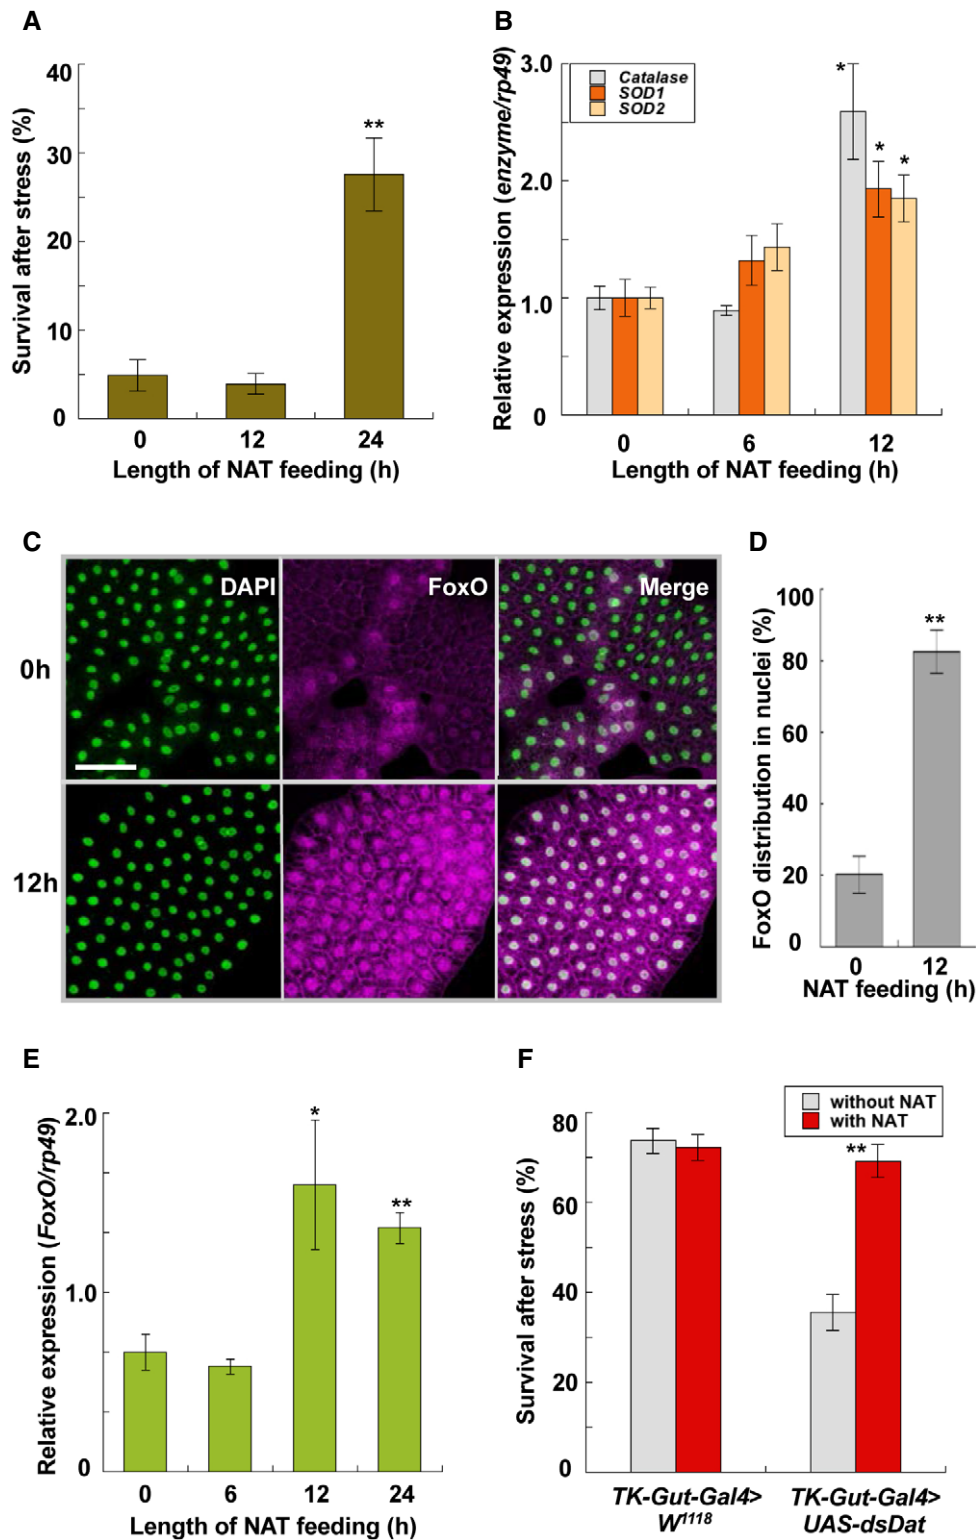 A
Survival after stress (%)
40
30
20
10
0
0 12 24
**
Length of NAT feeding (h)
B
Relative expression (enzyme/rp49)
3.0
2.0
1.0
0
Catalase
SOD1
SOD2
* * *
0 6 12
Length of NAT feeding (h)
C
DAPI FoxO Merge
0h
12h
D
FoxO distribution in nuclei (%)
100
80
60
40
20
0
**
0 12
NAT feeding (h)
E
Relative expression (FoxO/rp49)
2.0
1.0
0
* **
0 6 12 24
Length of NAT feeding (h)
F
Survival after stress (%)
80
60
40
20
0
without NAT
with NAT
**
TK-Gut-Gal4>
W1118
TK-Gut-Gal4>
UAS-dsDat